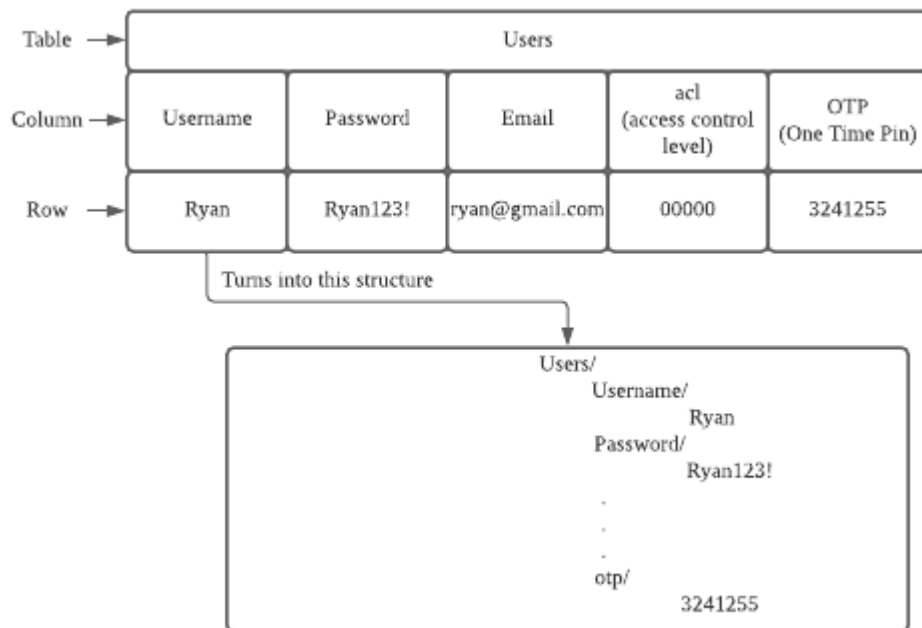 Table
Users
Column
Username
Password
Email
acl
(access control
level)
OTP
(One Time Pin)
Row
Ryan
Ryan123!
ryan@gmail.com
00000
3241255
Turns into this structure
Users/
Username/
Ryan
Password/
Ryan123!
.
.
.
otp/
3241255